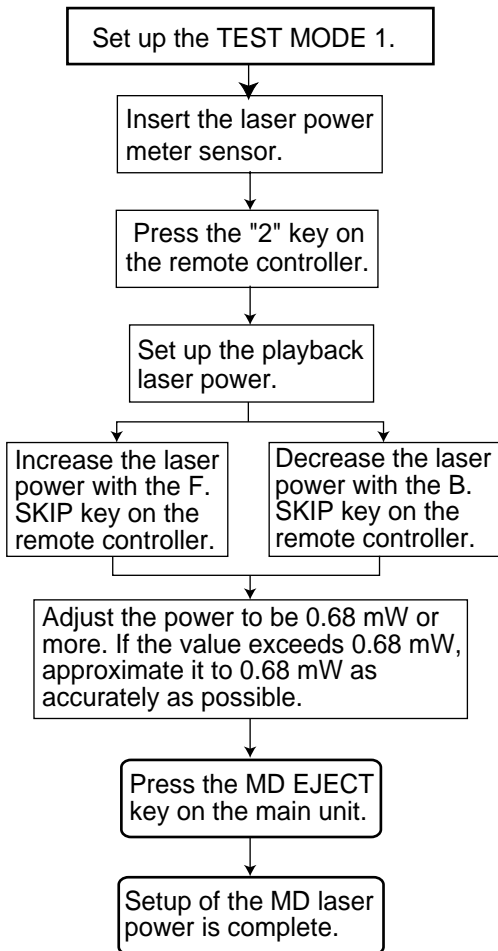 Set up the TEST MODE 1.
Insert the laser power
meter sensor.
Press the "2" key on
the remote controller.
Set up the playback
laser power.
Increase the laser
power with the F.
SKIP key on the
remote controller.
Decrease the laser
power with the B.
SKIP key on the
remote controller.
Adjust the power to be 0.68 mW or
more. If the value exceeds 0.68 mW,
approximate it to 0.68 mW as
accurately as possible.
Press the MD EJECT
key on the main unit.
Setup of the MD laser
power is complete.